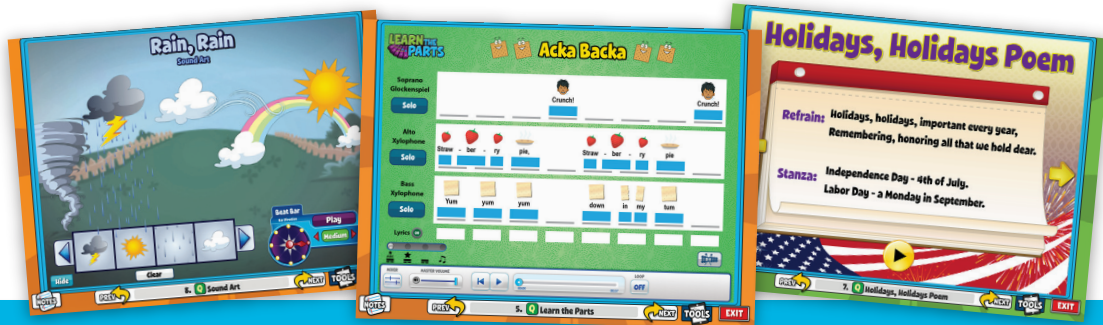 Rain, Rain
Sound Art
Beat Bar
Play
Medium
Clear
Hide
NOTES
PREV
8. Q Sound Art
NEXT
TOOLS
LEARN THE PARTS
Acka Backa
Soprano
Glockenspiel
Solo
Crunch!
Crunch!
Alto
Xylophone
Solo
Straw - ber - ry pie, Straw - ber - ry pie
Bass
Xylophone
Solo
Yum yum yum down in my tum
Lyrics
MASTER VOLUME
LOOP
OFF
NOTES
PREV
5. Q Learn the Parts
NEXT
TOOLS
EXIT
Holidays, Holidays Poem
Refrain: Holidays, holidays, important every year,
Remembering, honoring all that we hold dear.
Stanza: Independence Day - 4th of July.
Labor Day - a Monday in September.
PREV
7. Q Holidays, Holidays Poem
NEXT
TOOLS
EXIT